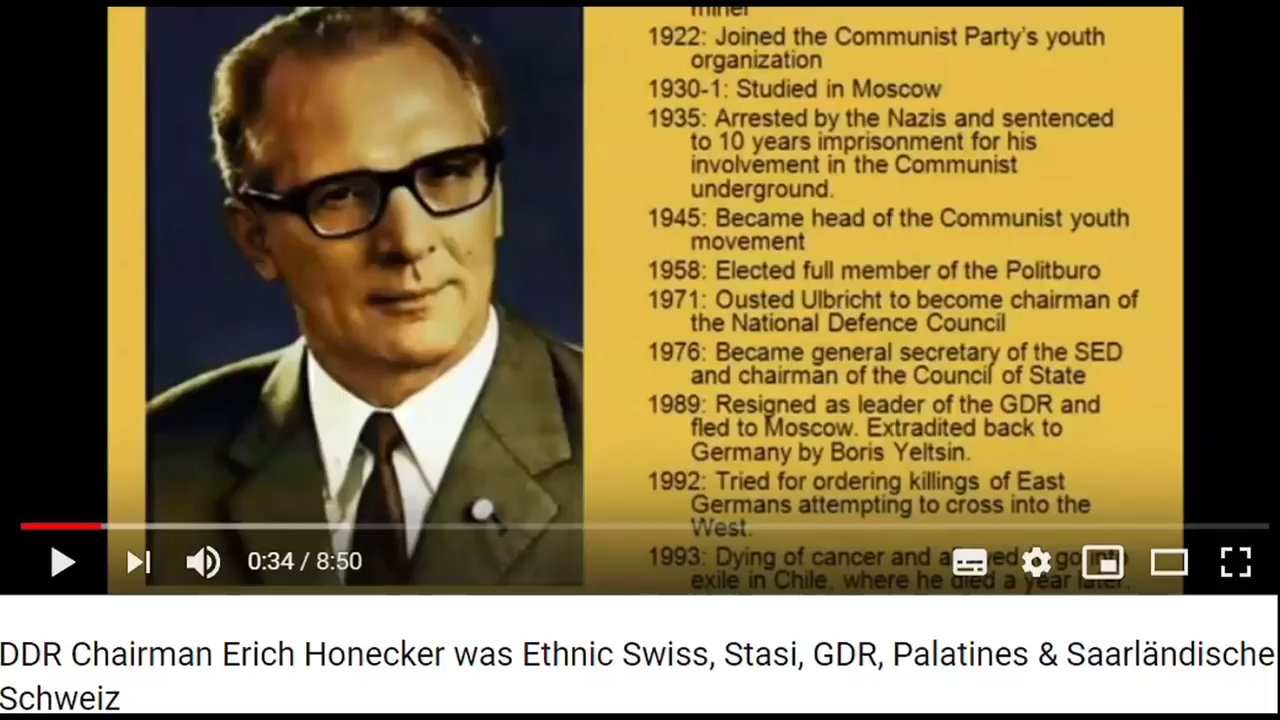 miner
1922: Joined the Communist Party's youth
organization
1930-1: Studied in Moscow
1935: Arrested by the Nazis and sentenced
to 10 years imprisonment for his
involvement in the Communist
underground.
1945: Became head of the Communist youth
movement
1958: Elected full member of the Politburo
1971: Ousted Ulbricht to become chairman of
the National Defence Council
1976: Became general secretary of the SED
and chairman of the Council of State
1989: Resigned as leader of the GDR and
fled to Moscow. Extradited back to
Germany by Boris Yeltsin.
1992: Tried for ordering killings of East
Germans attempting to cross into the
West.
1993: Dying of cancer and go into
exile in Chile, where he died a year later.
0:34 / 8:50
DDR Chairman Erich Honecker was Ethnic Swiss, Stasi, GDR, Palatines & Saarländische
Schweiz